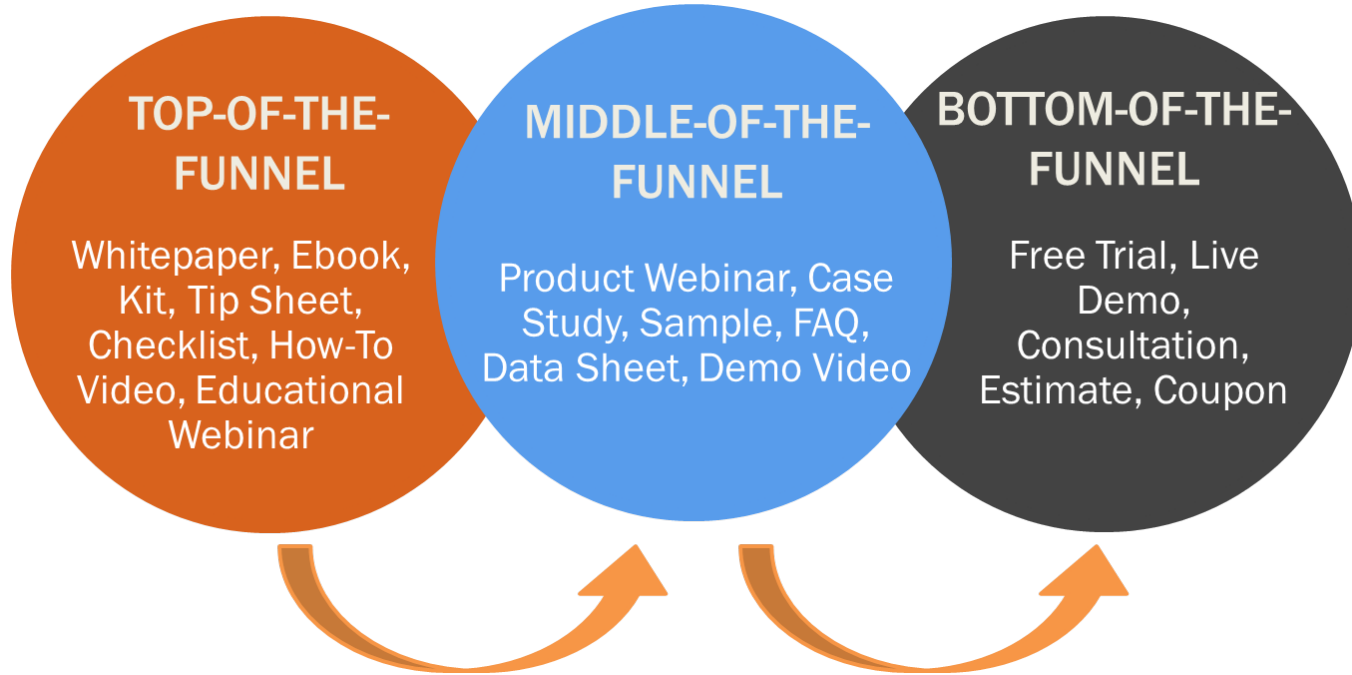 TOP-OF-THE-
FUNNEL
Whitepaper, Ebook,
Kit, Tip Sheet,
Checklist, How-To
Video, Educational
Webinar
MIDDLE-OF-THE-
FUNNEL
Product Webinar, Case
Study, Sample, FAQ,
Data Sheet, Demo Video
BOTTOM-OF-THE-
FUNNEL
Free Trial, Live
Demo,
Consultation,
Estimate, Coupon